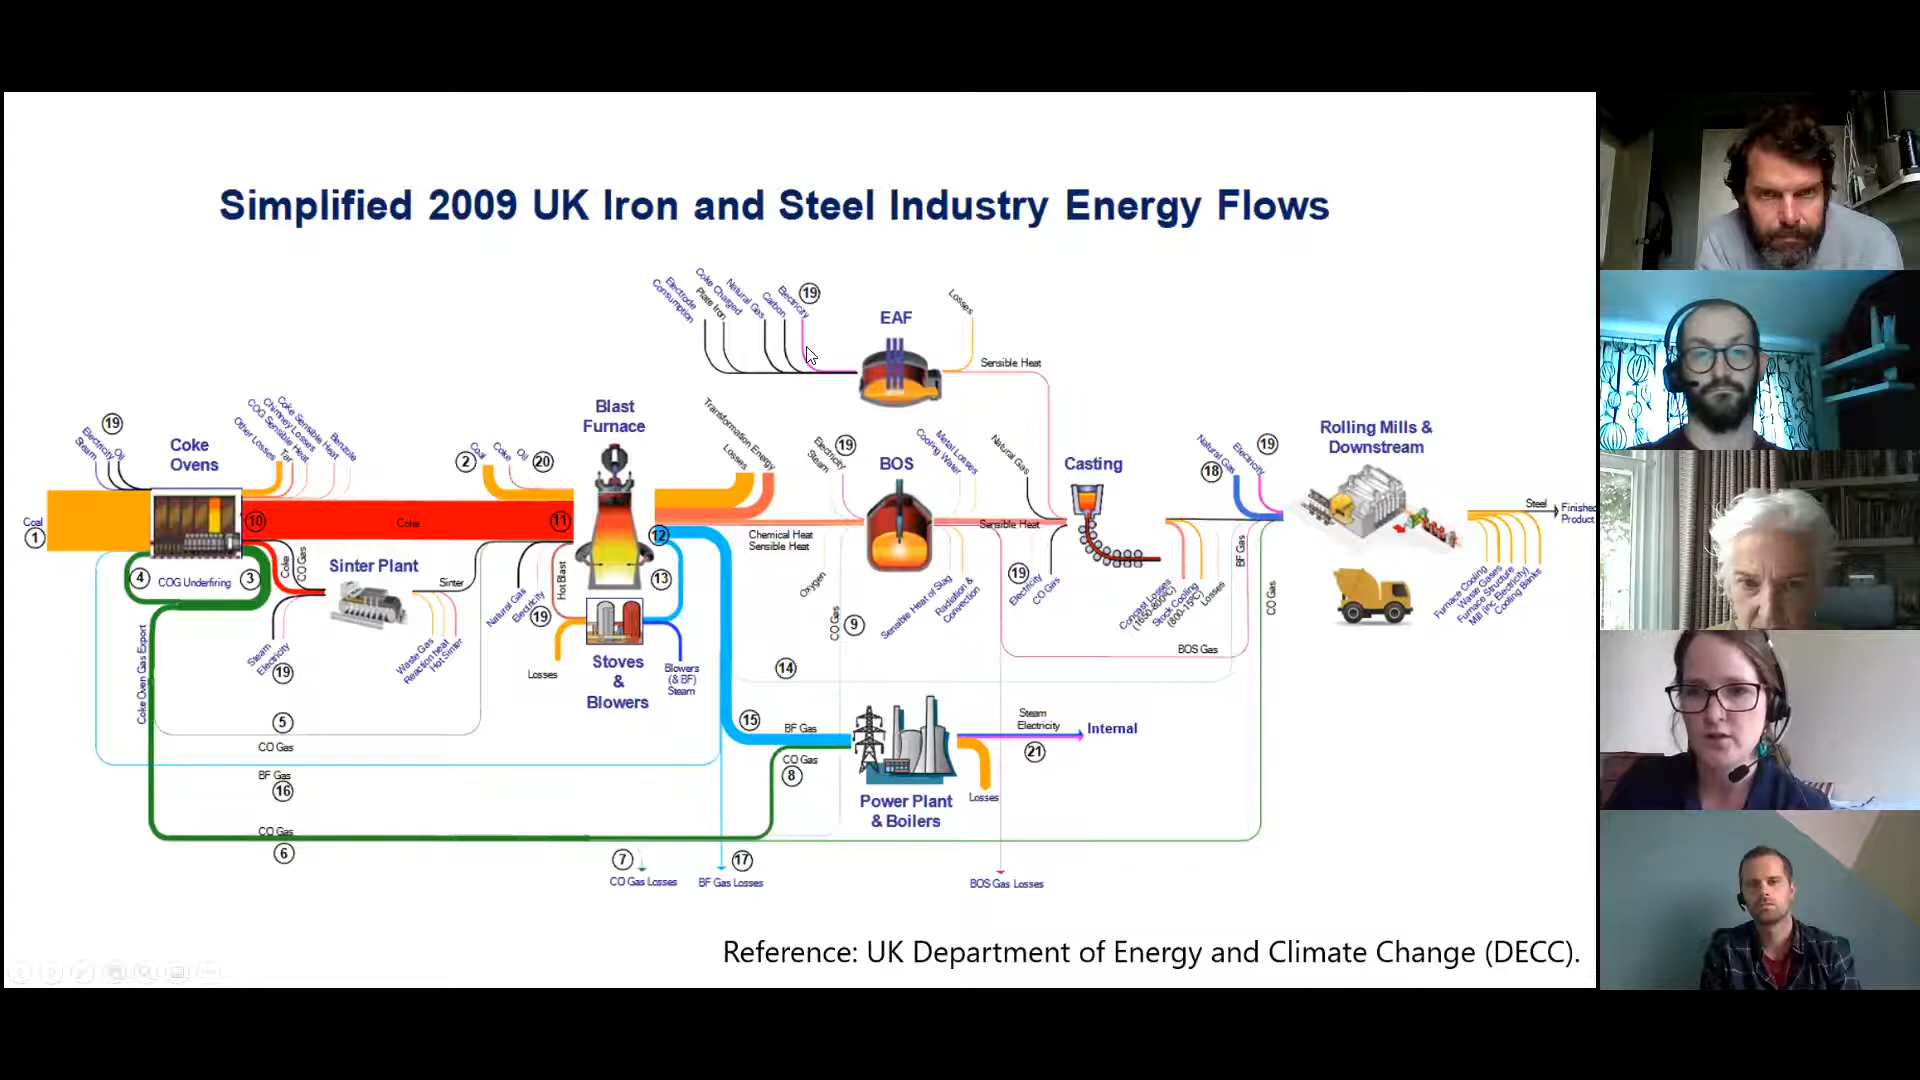 Simplified 2009 UK Iron and Steel Industry Energy Flows
Electrode
Consumption
Plate Iron
Coke Charged
Natural Gas
Carbon
Electricity
19
EAF
Losses
Sensible Heat
19
Electricity
Steam
Oil
Coke
Ovens
Other Losses
COG Sensible Heat
Chimney Losses
Coke Sensible Heat
Tar
Benzole
Coal
2
Coke
Oil
20
Blast
Furnace
Transformation Energy
Losses
Electricity
Steam
19
BOS
Cooling Water
Metal Losses
Natural Gas
Casting
Natural Gas
18
Electricity
19
Rolling Mills &
Downstream
Coal
1
10
Coke
11
12
Chemical Heat
Sensible Heat
Sensible Heat
Steel
Finished
Product
4
COG Underfiring
3
Coke
CO Gas
Sinter Plant
Sinter
Natural Gas
Electricity
19
Hot Blast
13
Oxygen
CO Gas
9
Sensible Heat of Slag
Radiation &
Convection
19
Electricity
CO Gas
Concast Losses
(1650-800ºC)
Stock Cooling
(800-15ºC)
Losses
BF Gas
CO Gas
Furnace Cooling
Waste Gases
Furnace Structure
Mill (inc Electricity)
Cooling Banks
Steam
Electricity
19
Waste Gas
Reaction heat
Hot Sinter
Losses
Stoves
&
Blowers
Blowers
(& BF)
Steam
14
BOS Gas
Coke Oven Gas Export
5
CO Gas
15
BF Gas
CO Gas
8
Steam
Electricity
21
Internal
BF Gas
16
Power Plant
& Boilers
Losses
CO Gas
6
7
CO Gas Losses
17
BF Gas Losses
BOS Gas Losses
Reference: UK Department of Energy and Climate Change (DECC).